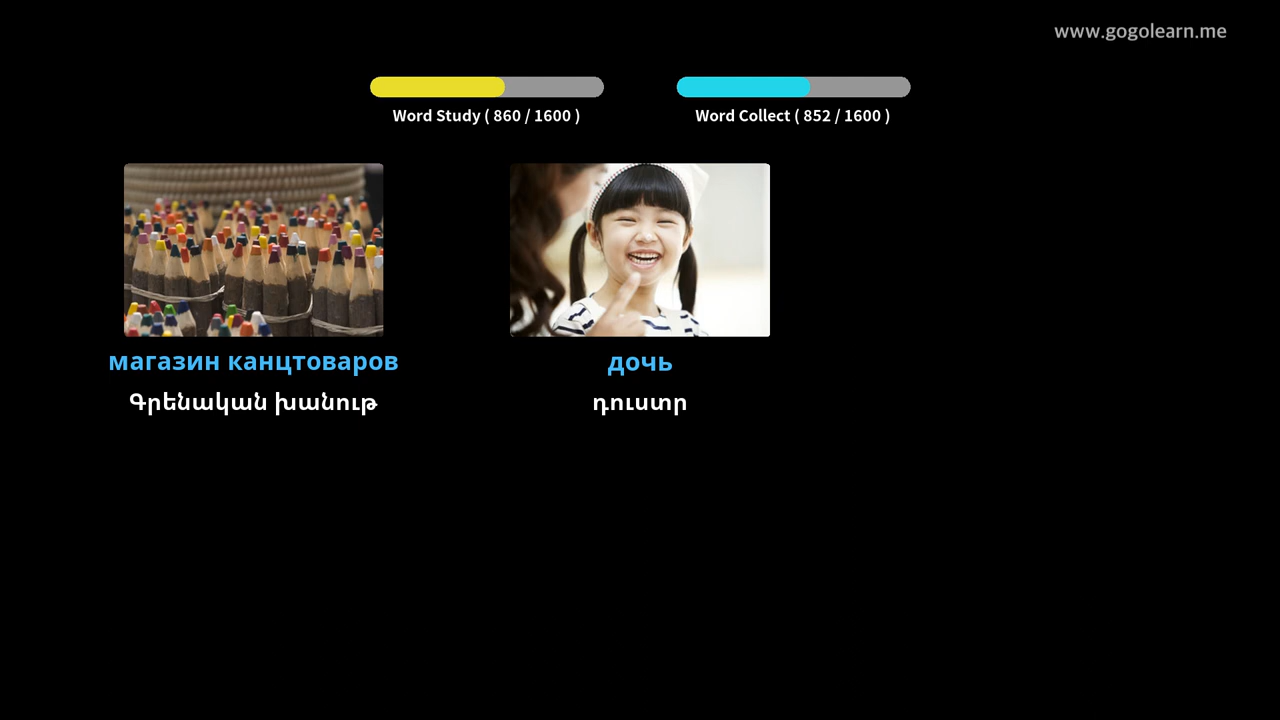 www.gogolearn.me
Word Study ( 860 / 1600 )
Word Collect ( 852 / 1600 )
магазин канцтоваров
Գրենական խանութ
дочь
դուստր